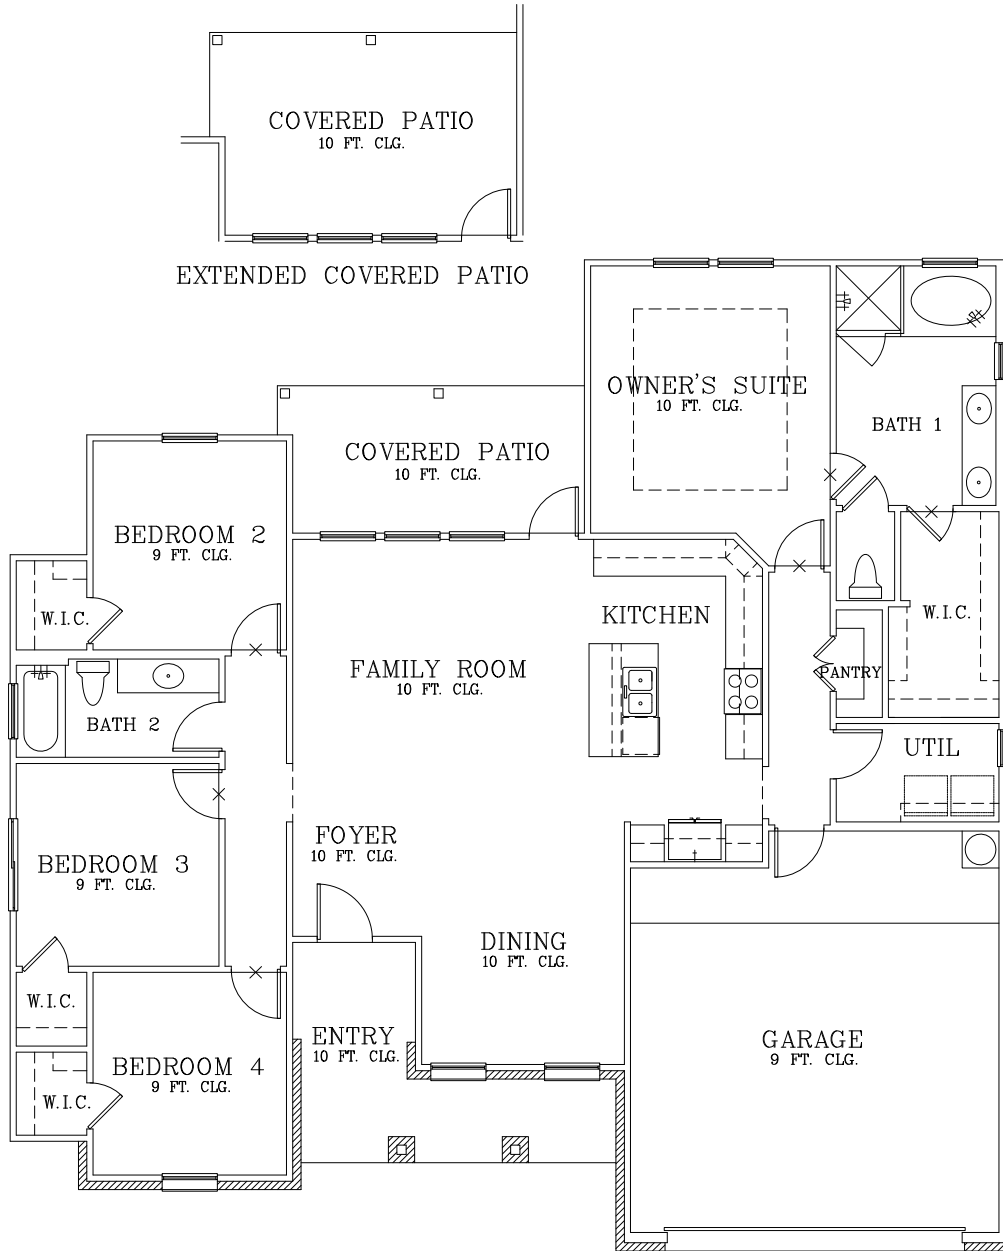 COVERED PATIO
10 FT. CLG.
EXTENDED COVERED PATIO
OWNER'S SUITE
10 FT. CLG.
BATH 1
COVERED PATIO
10 FT. CLG.
BEDROOM 2
9 FT. CLG.
W.I.C.
KITCHEN
W.I.C.
FAMILY ROOM
10 FT. CLG.
PANTRY
BATH 2
UTIL
FOYER
10 FT. CLG.
BEDROOM 3
9 FT. CLG.
DINING
10 FT. CLG.
W.I.C.
ENTRY
10 FT. CLG.
GARAGE
9 FT. CLG.
BEDROOM 4
9 FT. CLG.
W.I.C.